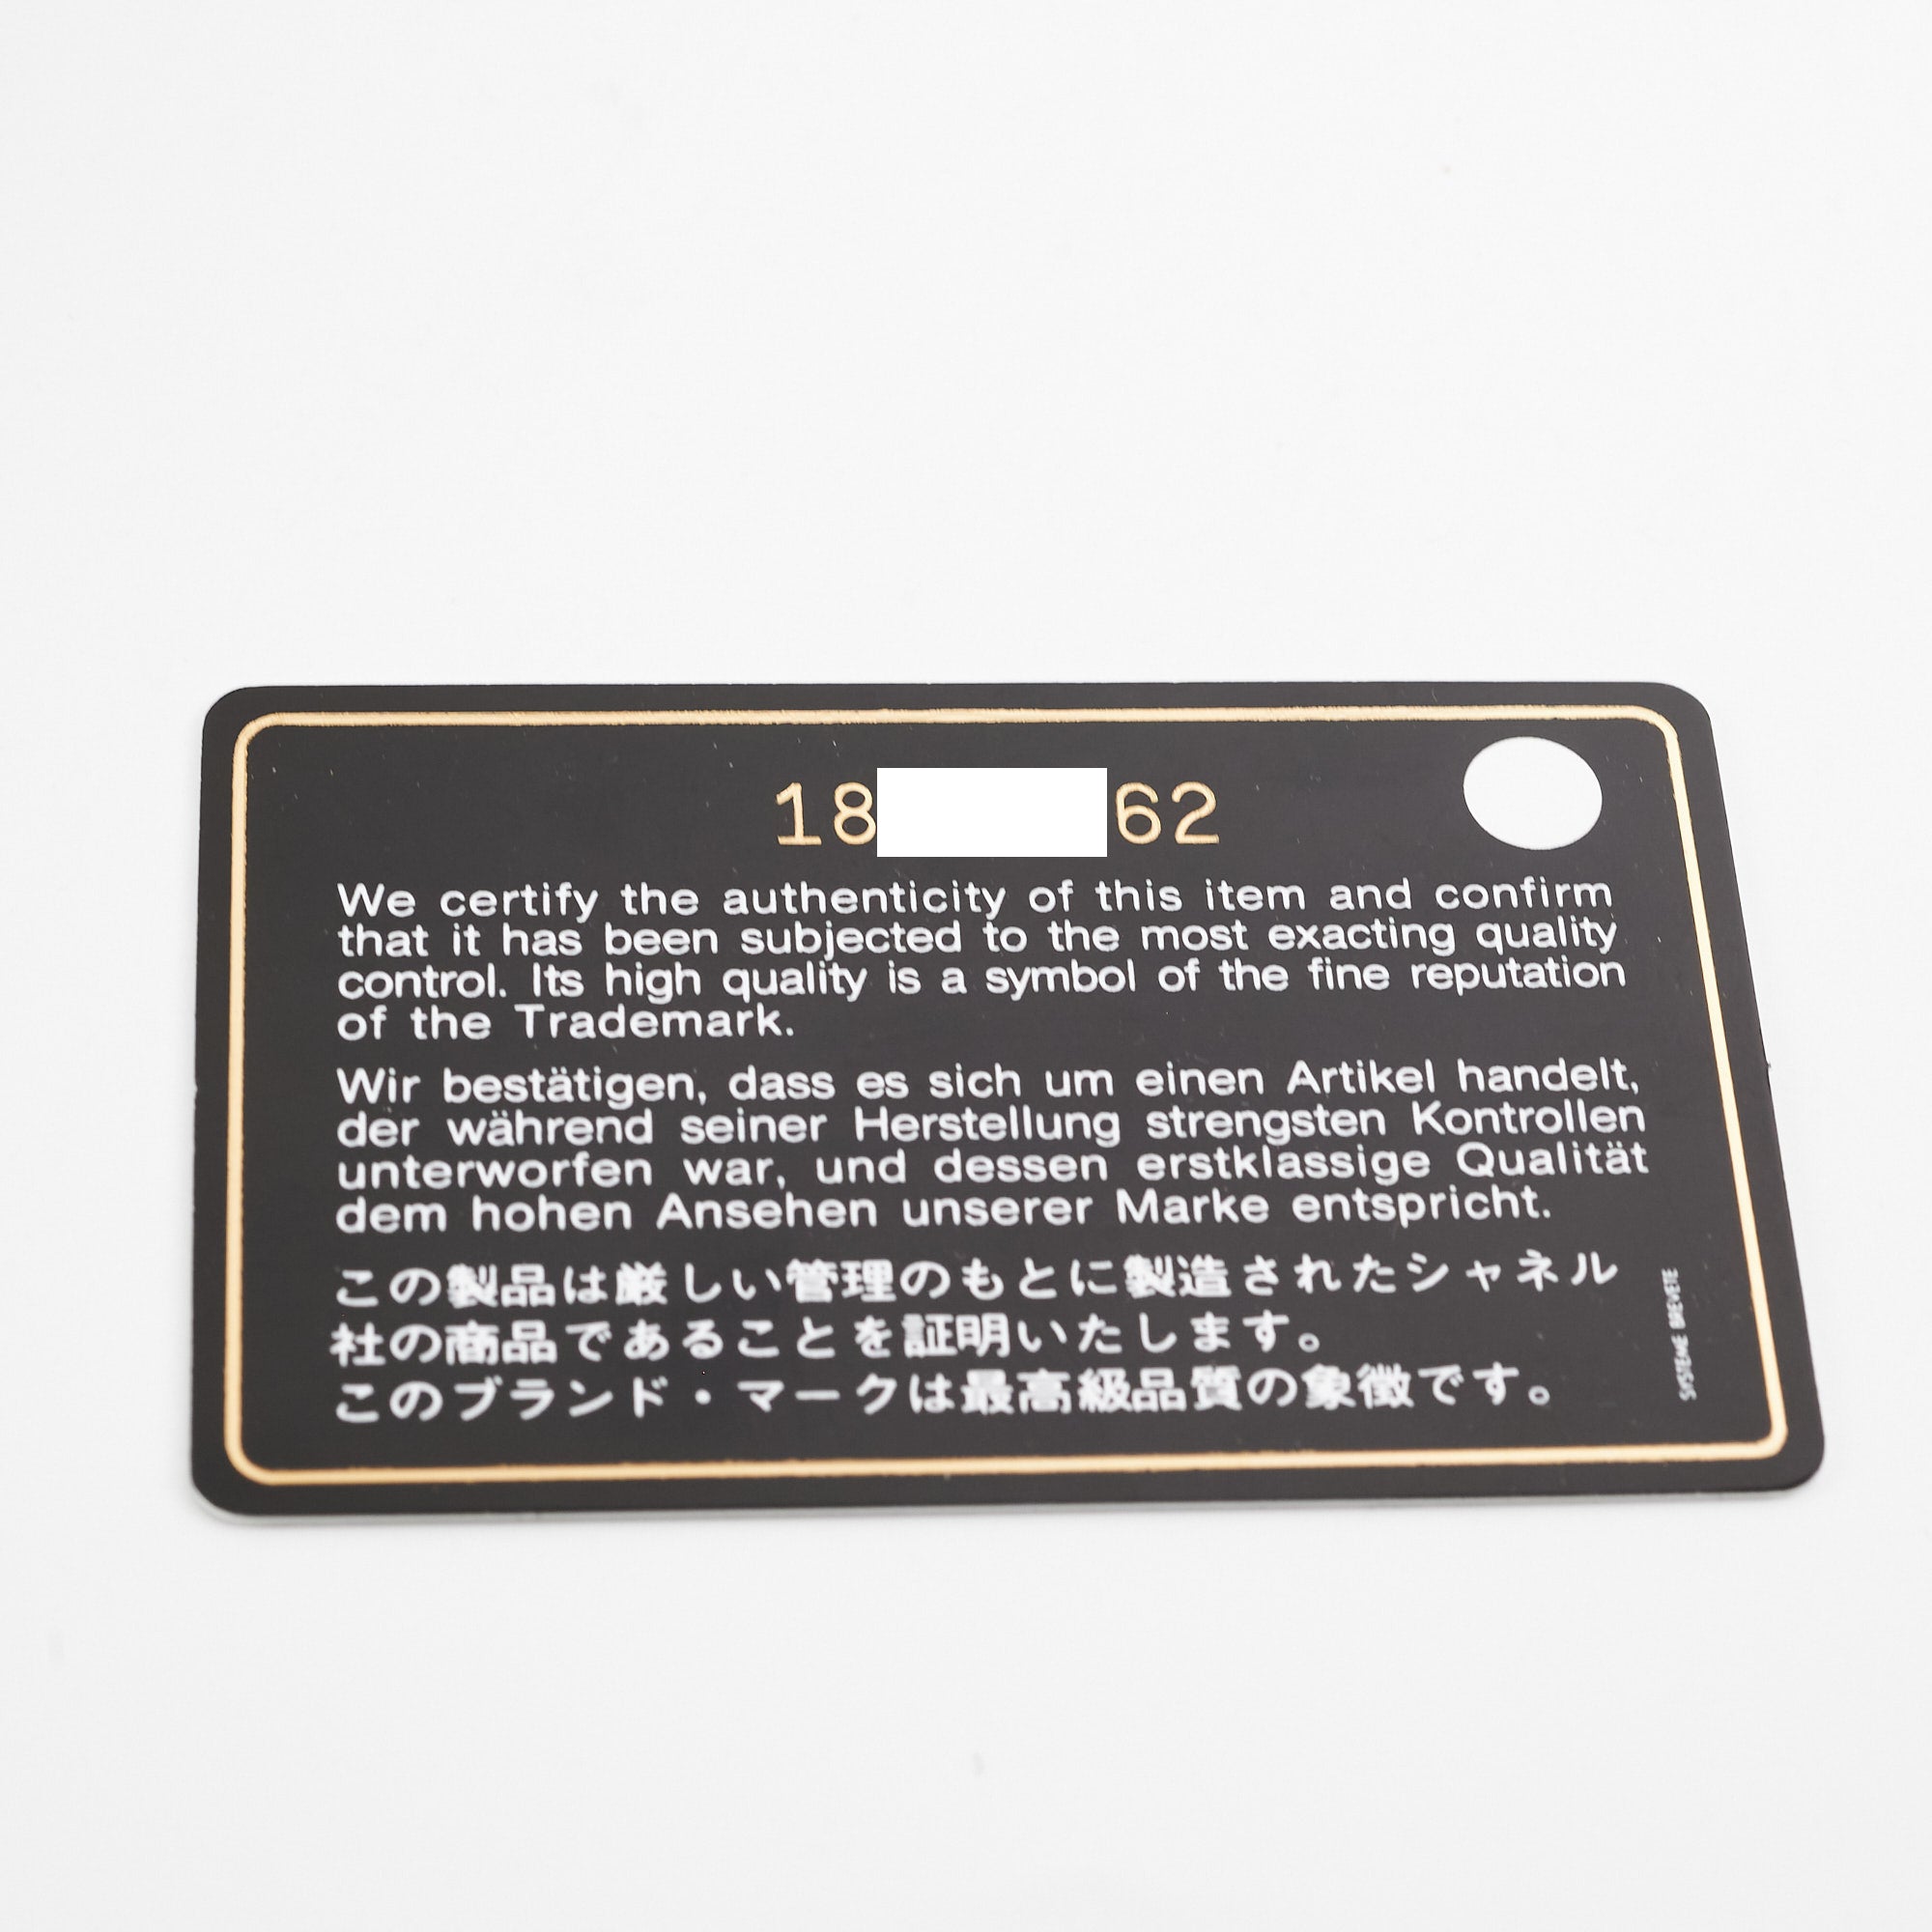 18 62
We certify the authenticity of this item and confirm
that it has been subjected to the most exacting quality
control. Its high quality is a symbol of the fine reputation
of the Trademark.
Wir bestätigen, dass es sich um einen Artikel handelt,
der während seiner Herstellung strengsten Kontrollen
unterworfen war, und dessen erstklassige Qualität
dem hohen Ansehen unserer Marke entspricht.
この製品は厳しい管理のもとに製造されたシャネル
社の商品であることを証明いたします。
このブランド・マークは最高級品質の象徴です。
SYSTEME BREVETE